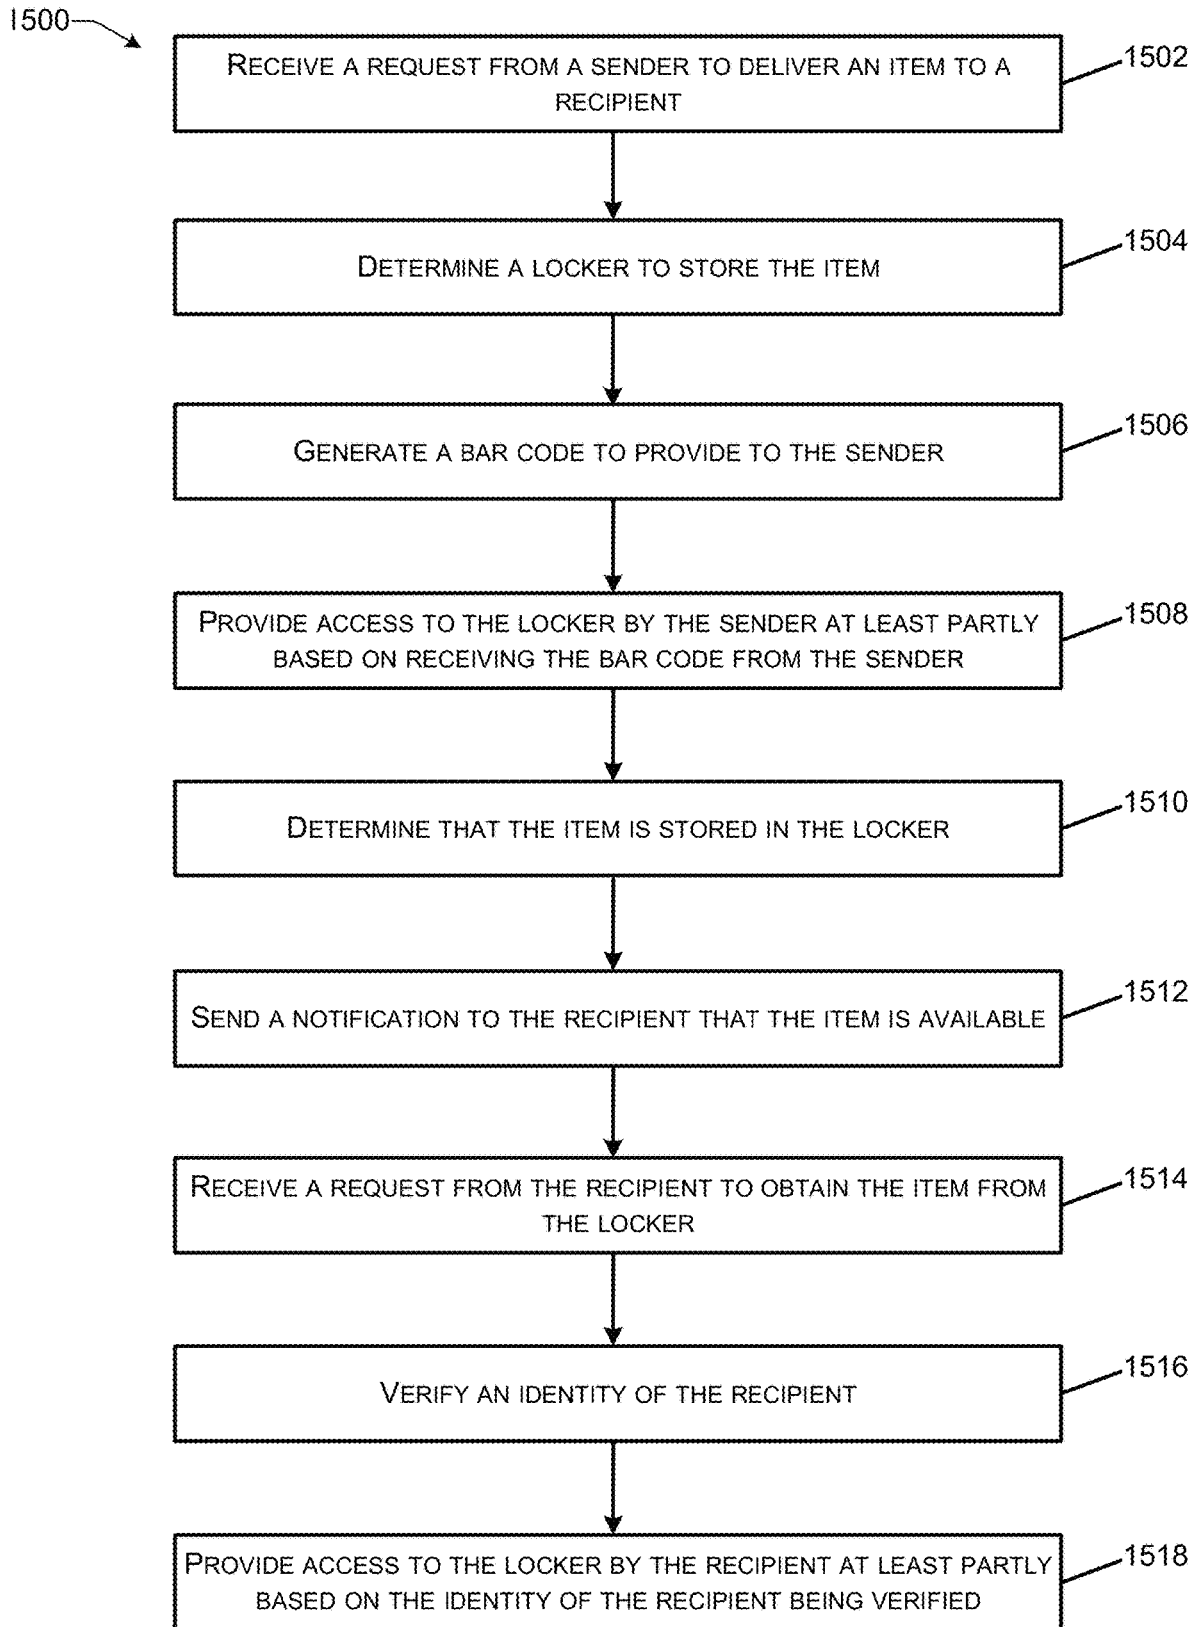 1500
RECEIVE A REQUEST FROM A SENDER TO DELIVER AN ITEM TO A
RECIPIENT
1502
DETERMINE A LOCKER TO STORE THE ITEM
1504
GENERATE A BAR CODE TO PROVIDE TO THE SENDER
1506
PROVIDE ACCESS TO THE LOCKER BY THE SENDER AT LEAST PARTLY
BASED ON RECEIVING THE BAR CODE FROM THE SENDER
1508
DETERMINE THAT THE ITEM IS STORED IN THE LOCKER
1510
SEND A NOTIFICATION TO THE RECIPIENT THAT THE ITEM IS AVAILABLE
1512
RECEIVE A REQUEST FROM THE RECIPIENT TO OBTAIN THE ITEM FROM
THE LOCKER
1514
VERIFY AN IDENTITY OF THE RECIPIENT
1516
PROVIDE ACCESS TO THE LOCKER BY THE RECIPIENT AT LEAST PARTLY
BASED ON THE IDENTITY OF THE RECIPIENT BEING VERIFIED
1518